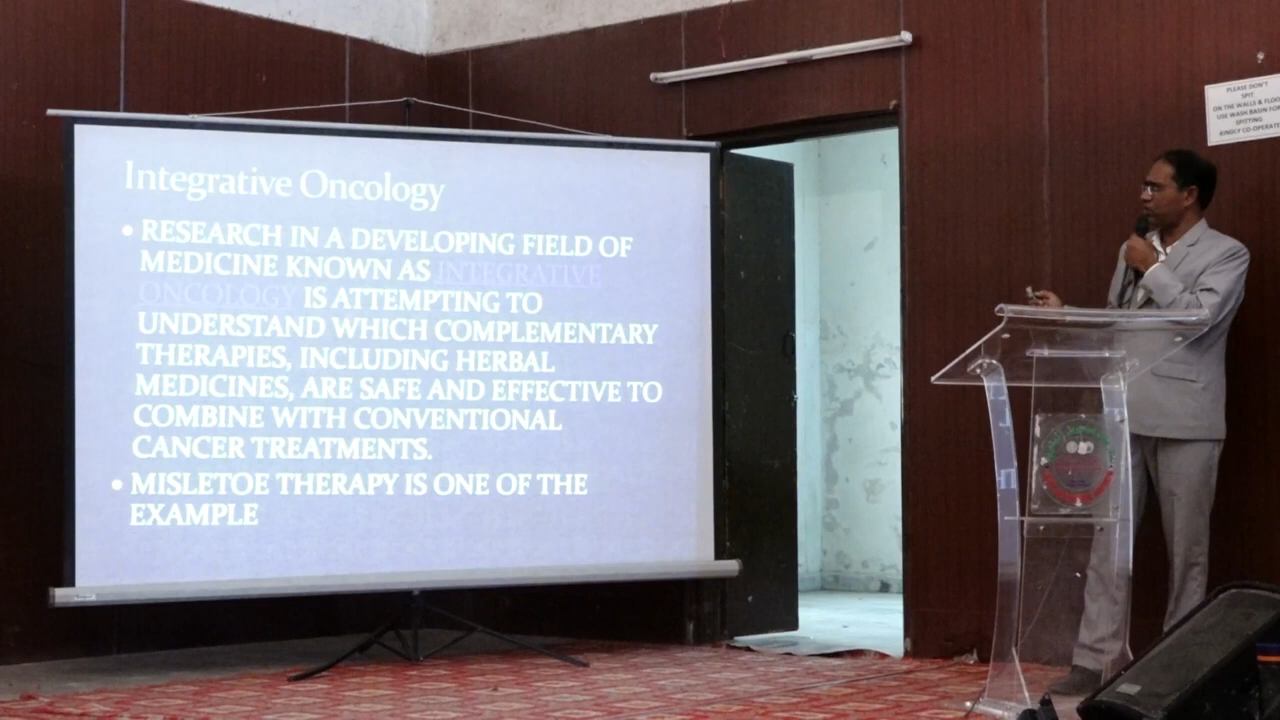 Integrative Oncology
• RESEARCH IN A DEVELOPING FIELD OF
MEDICINE KNOWN AS INTEGRATIVE
ONCOLOGY IS ATTEMPTING TO
UNDERSTAND WHICH COMPLEMENTARY
THERAPIES, INCLUDING HERBAL
MEDICINES, ARE SAFE AND EFFECTIVE TO
COMBINE WITH CONVENTIONAL
CANCER TREATMENTS.
• MISLETOE THERAPY IS ONE OF THE
EXAMPLE
PLEASE DON'T
SPIT
ON THE WALLS & FLOO
USE WASH BASIN FOR
SPITTING
KINDLY CO-OPERATE